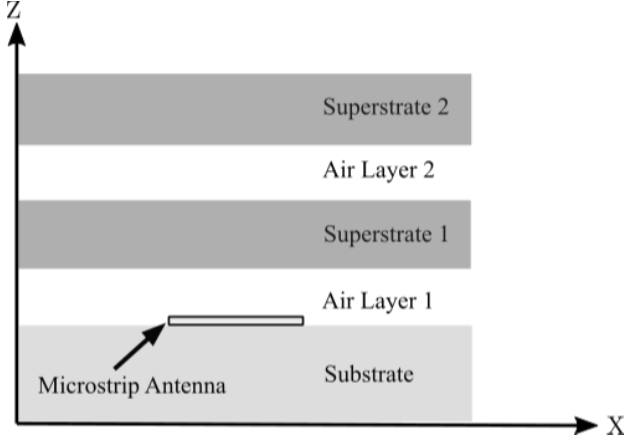 Z
Superstrate 2
Air Layer 2
Superstrate 1
Air Layer 1
Substrate
Microstrip Antenna
X